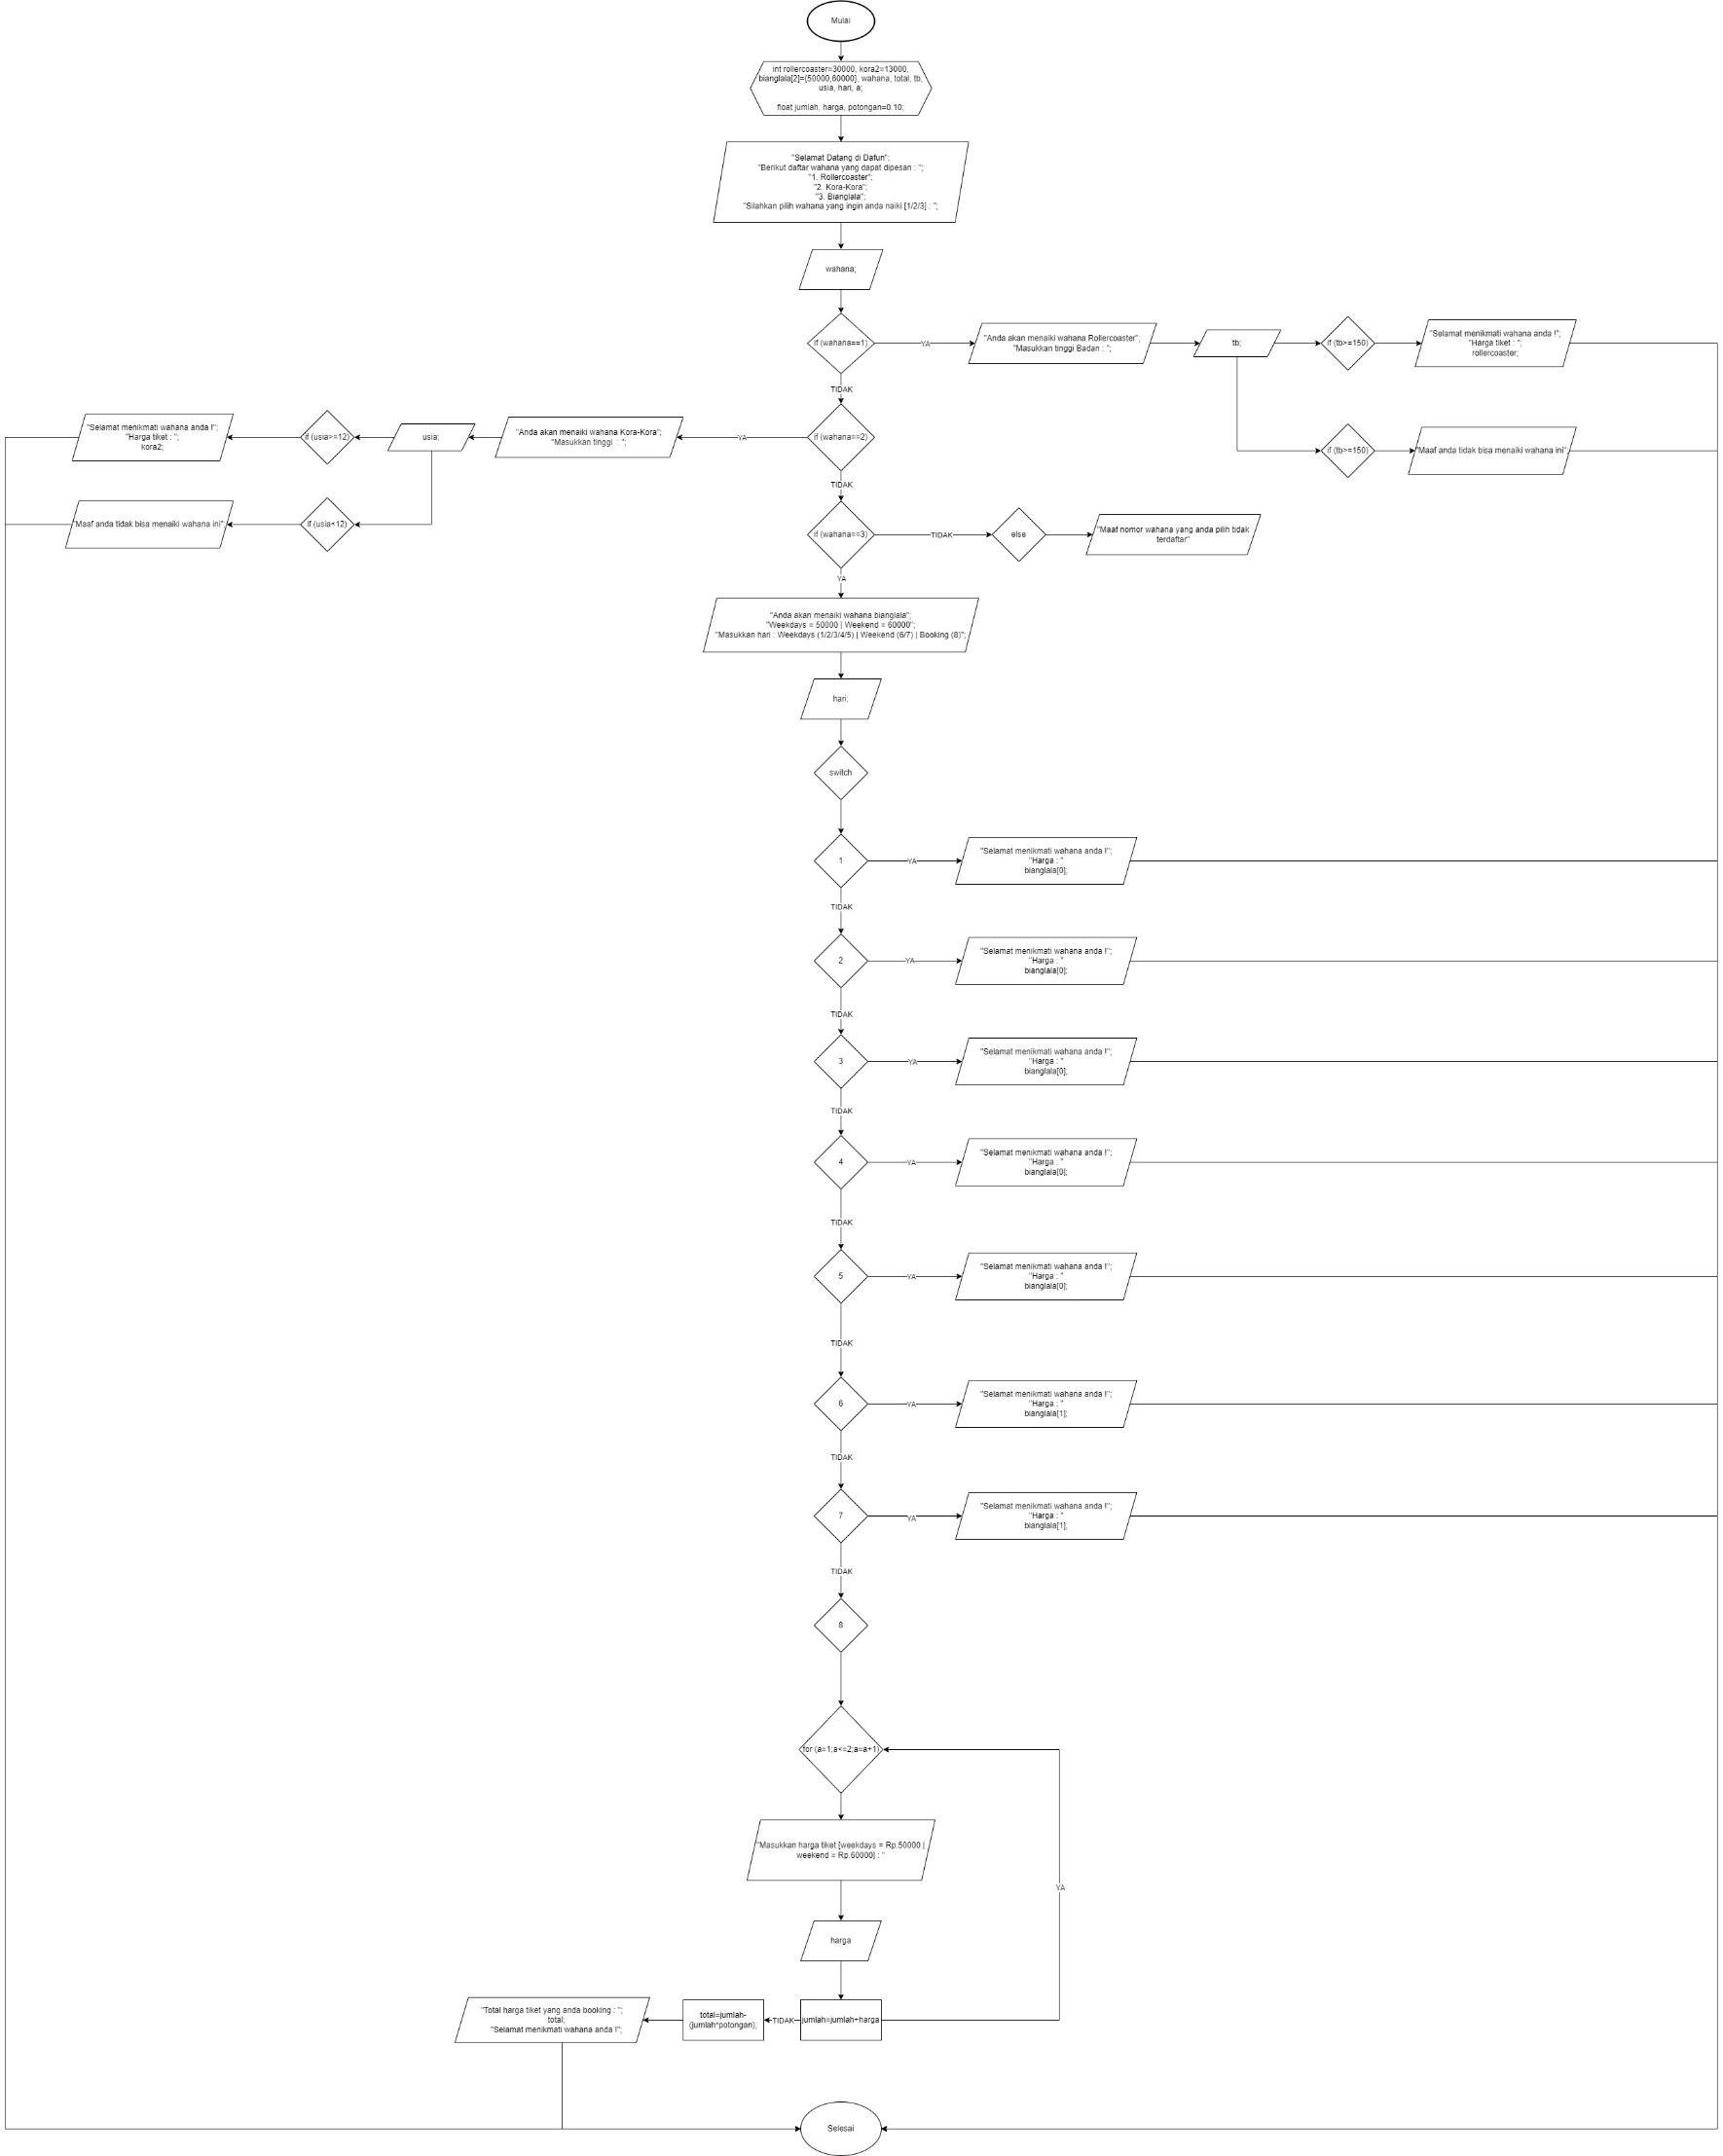 Mulai
int rollercoaster=30000, kora2=13000,
bianglala[2]={50000,60000}, wahana, total, tb,
usia, hari, a;
float jumlah, harga, potongan=0.10;
"Selamat Datang di Dafun";
"Berikut daftar wahana yang dapat dipesan : ";
"1. Rollercoaster";
"2. Kora-Kora";
"3. Bianglala";
"Silahkan pilih wahana yang ingin anda naiki [1/2/3] : ";
wahana;
if (wahana==1)
YA
"Anda akan menaiki wahana Rollercoaster";
"Masukkan tinggi Badan : ";
tb;
if (tb>=150)
"Selamat menikmati wahana anda !";
"Harga tiket : ";
rollercoaster;
TIDAK
"Selamat menikmati wahana anda !";
"Harga tiket : ";
kora2;
if (usia>=12)
usia;
"Anda akan menaiki wahana Kora-Kora";
"Masukkan tinggi  : ";
YA
if (wahana==2)
if (tb>=150)
"Maaf anda tidak bisa menaiki wahana ini";
TIDAK
"Maaf anda tidak bisa menaiki wahana ini";
if (usia<12)
if (wahana==3)
TIDAK
else
"Maaf nomor wahana yang anda pilih tidak
terdaftar"
YA
"Anda akan menaiki wahana bianglala";
"Weekdays = 50000 | Weekend = 60000";
"Masukkan hari : Weekdays (1/2/3/4/5) | Weekend (6/7) | Booking (8)";
hari;
switch
1
YA
"Selamat menikmati wahana anda !";
"Harga : "
bianglala[0];
TIDAK
2
YA
"Selamat menikmati wahana anda !";
"Harga : "
bianglala[0];
TIDAK
3
YA
"Selamat menikmati wahana anda !";
"Harga : "
bianglala[0];
TIDAK
4
YA
"Selamat menikmati wahana anda !";
"Harga : "
bianglala[0];
TIDAK
5
YA
"Selamat menikmati wahana anda !";
"Harga : "
bianglala[0];
TIDAK
6
YA
"Selamat menikmati wahana anda !";
"Harga : "
bianglala[1];
TIDAK
7
YA
"Selamat menikmati wahana anda !";
"Harga : "
bianglala[1];
TIDAK
8
for (a=1;a<=2;a=a+1)
"Masukkan harga tiket [weekdays = Rp.50000 |
weekend = Rp.60000] : "
YA
harga
"Total harga tiket yang anda booking : ";
total;
"Selamat menikmati wahana anda !";
total=jumlah-
(jumlah*potongan);
TIDAK
jumlah=jumlah+harga
Selesai